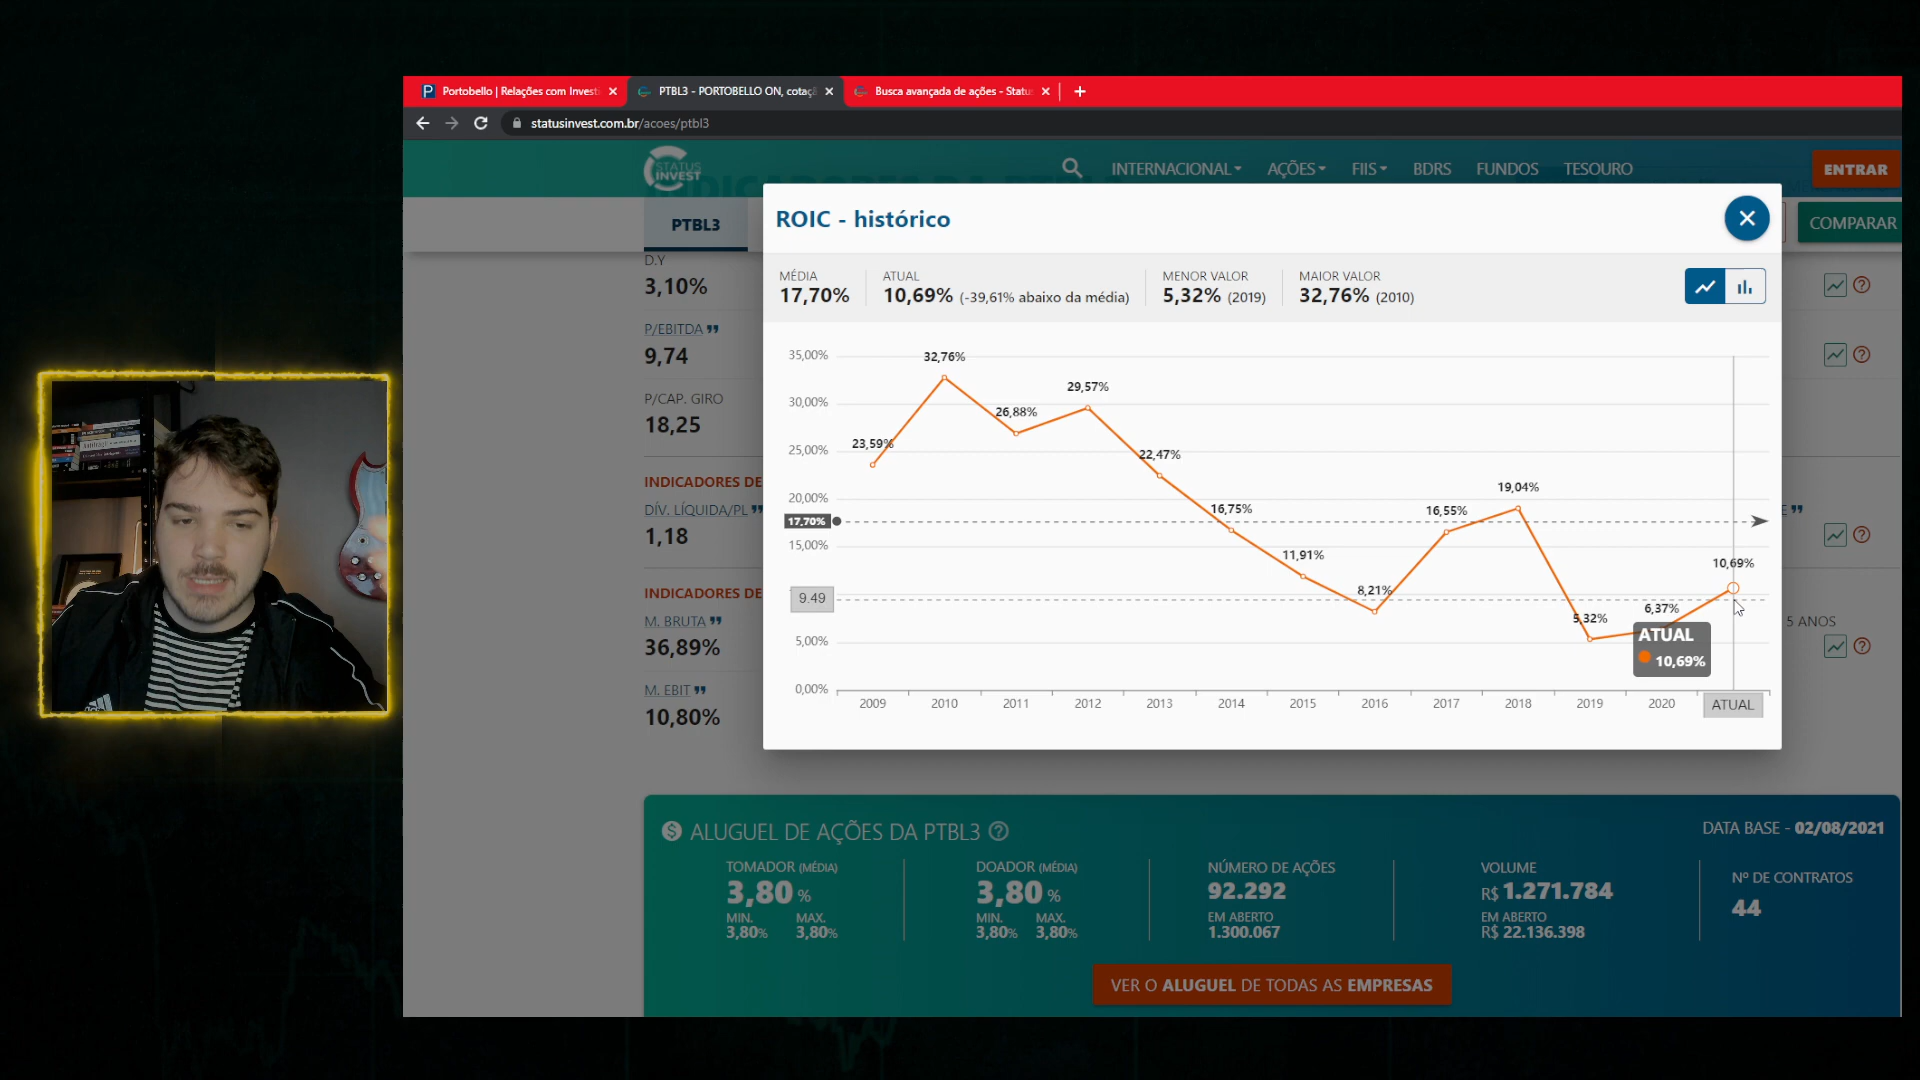 Portobello | Relações com Investi
PTBL3 - PORTOBELLO ON, cotaçã
Busca avançada de ações - Statu
statusinvest.com.br/acoes/ptbl3
STATUS
INVEST
INTERNACIONAL
AÇÕES
FIIS
BDRS
FUNDOS
TESOURO
ENTRAR
PTBL3
COMPARAR
ROIC - histórico
MÉDIA
17,70%
ATUAL
10,69% (-39,61% abaixo da média)
MENOR VALOR
5,32% (2019)
MAIOR VALOR
32,76% (2010)
D.Y
3,10%
P/EBITDA
9,74
P/CAP. GIRO
18,25
INDICADORES DE
DÍV. LÍQUIDA/PL
1,18
INDICADORES DE
M. BRUTA
36,89%
M. EBIT
10,80%
35,00%
30,00%
25,00%
20,00%
17,70%
15,00%
9.49
5,00%
0,00%
23,59%
32,76%
26,88%
29,57%
22,47%
16,75%
11,91%
8,21%
16,55%
19,04%
5,32%
6,37%
10,69%
ATUAL
10,69%
2009 2010 2011 2012 2013 2014 2015 2016 2017 2018 2019 2020 ATUAL
5 ANOS
ALUGUEL DE AÇÕES DA PTBL3
DATA BASE - 02/08/2021
TOMADOR (MÉDIA)
3,80 %
MIN. MAX.
3,80% 3,80%
DOADOR (MÉDIA)
3,80 %
MIN. MAX.
3,80% 3,80%
NÚMERO DE AÇÕES
92.292
EM ABERTO
1.300.067
VOLUME
R$ 1.271.784
EM ABERTO
R$ 22.136.398
Nº DE CONTRATOS
44
VER O ALUGUEL DE TODAS AS EMPRESAS